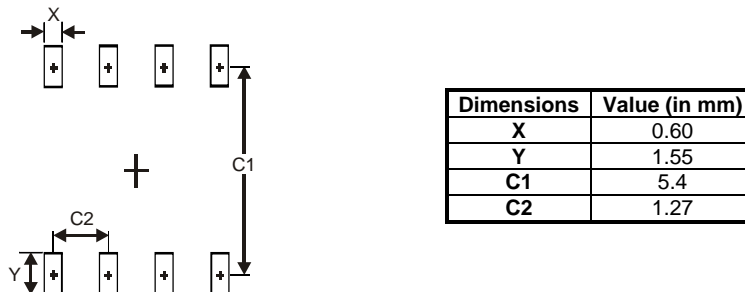 X
C1
C2
Y
Dimensions Value (in mm)
X 0.60
Y 1.55
C1 5.4
C2 1.27